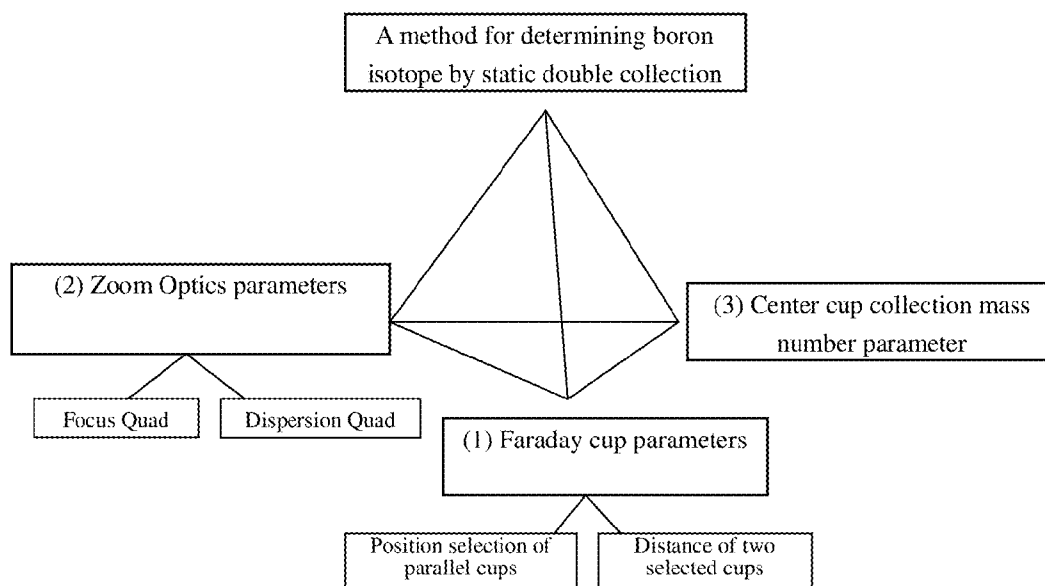 A method for determining boron
isotope by static double collection
(2) Zoom Optics parameters
(3) Center cup collection mass
number parameter
Focus Quad
Dispersion Quad
(1) Faraday cup parameters
Position selection of
parallel cups
Distance of two
selected cups